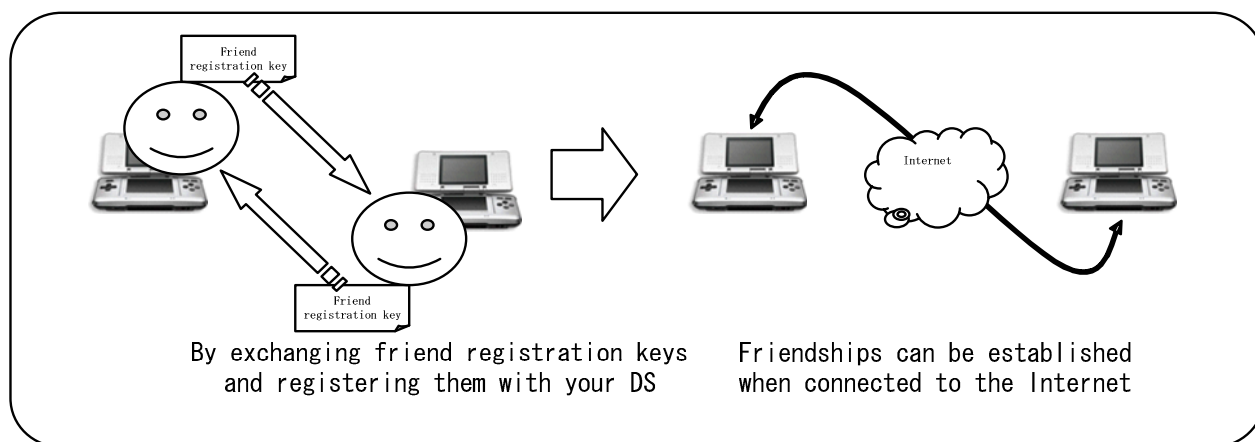 Friend
registration key
Internet
Friend
registration key
By exchanging friend registration keys
and registering them with your DS
Friendships can be established
when connected to the Internet